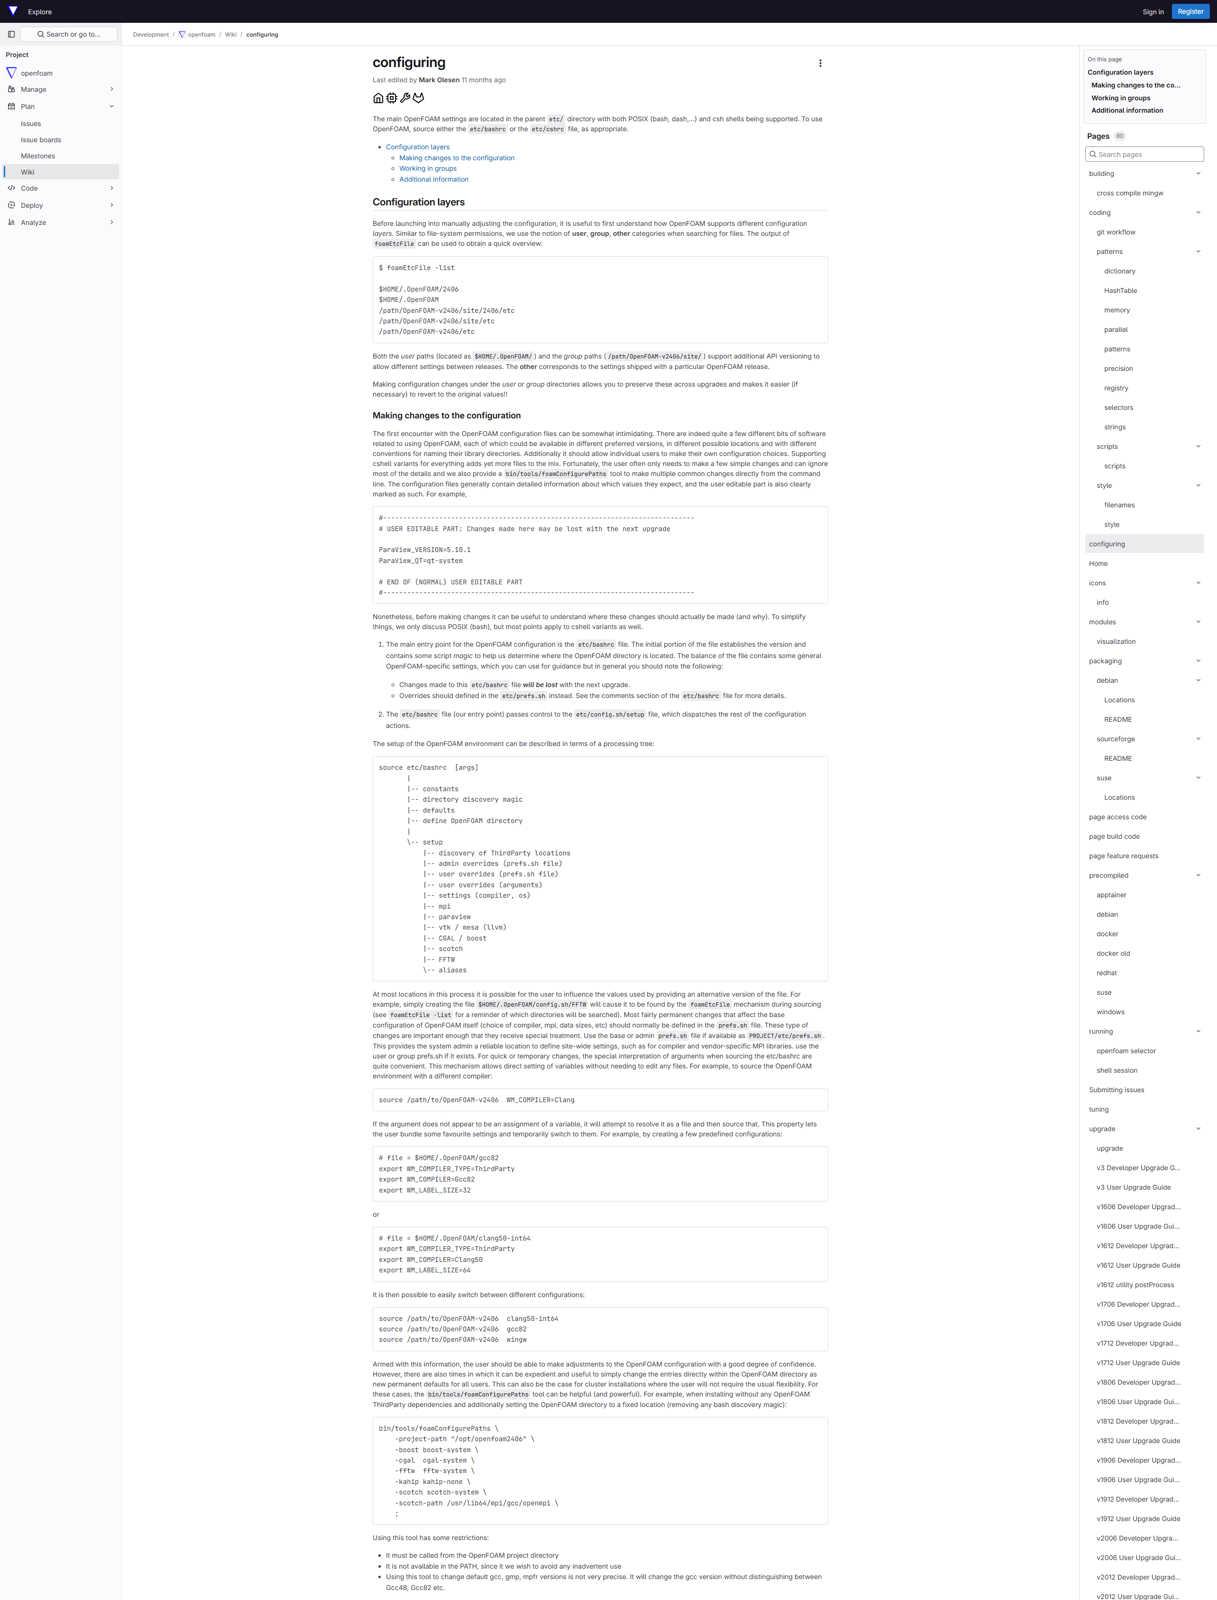 Explore
Sign in
Register
Search or go to...
Project
openfoam
Manage
Plan
Issues
Issue boards
Milestones
Wiki
Code
Deploy
Analyze
Development / openfoam / Wiki / configuring
configuring
Last edited by Mark Olesen 11 months ago
The main OpenFOAM settings are located in the parent etc/ directory with both POSIX (bash, dash,...) and csh shells being supported. To use
OpenFOAM, source either the etc/bashrc or the etc/cshrc file, as appropriate.
• Configuration layers
◦ Making changes to the configuration
◦ Working in groups
◦ Additional information
Configuration layers
Before launching into manually adjusting the configuration, it is useful to first understand how OpenFOAM supports different configuration
layers. Similar to file-system permissions, we use the notion of user, group, other categories when searching for files. The output of
foamEtcFile can be used to obtain a quick overview:
$ foamEtcFile -list
$HOME/.OpenFOAM/2406
$HOME/.OpenFOAM
/path/OpenFOAM-v2406/site/2406/etc
/path/OpenFOAM-v2406/site/etc
/path/OpenFOAM-v2406/etc
Both the user paths (located as $HOME/.OpenFOAM/ ) and the group paths ( /path/OpenFOAM-v2406/site/ ) support additional API versioning to
allow different settings between releases. The other corresponds to the settings shipped with a particular OpenFOAM release.
Making configuration changes under the user or group directories allows you to preserve these across upgrades and makes it easier (if
necessary) to revert to the original values!!
Making changes to the configuration
The first encounter with the OpenFOAM configuration files can be somewhat intimidating. There are indeed quite a few different bits of software
related to using OpenFOAM, each of which could be available in different preferred versions, in different possible locations and with different
conventions for naming their library directories. Additionally it should allow individual users to make their own configuration choices. Supporting
cshell variants for everything adds yet more files to the mix. Fortunately, the user often only needs to make a few simple changes and can ignore
most of the details and we also provide a bin/tools/foamConfigurePaths tool to make multiple common changes directly from the command
line. The configuration files generally contain detailed information about which values they expect, and the user editable part is also clearly
marked as such. For example,
#------------------------------------------------------------------------------
# USER EDITABLE PART: Changes made here may be lost with the next upgrade
ParaView_VERSION=5.10.1
ParaView_QT=qt-system
# END OF (NORMAL) USER EDITABLE PART
#------------------------------------------------------------------------------
Nonetheless, before making changes it can be useful to understand where these changes should actually be made (and why). To simplify
things, we only discuss POSIX (bash), but most points apply to cshell variants as well.
1. The main entry point for the OpenFOAM configuration is the etc/bashrc file. The initial portion of the file establishes the version and
contains some script magic to help us determine where the OpenFOAM directory is located. The balance of the file contains some general
OpenFOAM-specific settings, which you can use for guidance but in general you should note the following:
◦ Changes made to this etc/bashrc file will be lost with the next upgrade.
◦ Overrides should defined in the etc/prefs.sh instead. See the comments section of the etc/bashrc file for more details.
2. The etc/bashrc file (our entry point) passes control to the etc/config.sh/setup file, which dispatches the rest of the configuration
actions.
The setup of the OpenFOAM environment can be described in terms of a processing tree:
source etc/bashrc  [args]
|
|-- constants
|-- directory discovery magic
|-- defaults
|-- define OpenFOAM directory
|
\-- setup
|-- discovery of ThirdParty locations
|-- admin overrides (prefs.sh file)
|-- user overrides (prefs.sh file)
|-- user overrides (arguments)
|-- settings (compiler, os)
|-- mpi
|-- paraview
|-- vtk / mesa (llvm)
|-- CGAL / boost
|-- scotch
|-- FFTW
\-- aliases
At most locations in this process it is possible for the user to influence the values used by providing an alternative version of the file. For
example, simply creating the file $HOME/.OpenFOAM/config.sh/FFTW will cause it to be found by the foamEtcFile mechanism during sourcing
(see foamEtcFile -list for a reminder of which directories will be searched). Most fairly permanent changes that affect the base
configuration of OpenFOAM itself (choice of compiler, mpi, data sizes, etc) should normally be defined in the prefs.sh file. These type of
changes are important enough that they receive special treatment. Use the base or admin prefs.sh file if available as PROJECT/etc/prefs.sh .
This provides the system admin a reliable location to define site-wide settings, such as for compiler and vendor-specific MPI libraries. use the
user or group prefs.sh if it exists. For quick or temporary changes, the special interpretation of arguments when sourcing the etc/bashrc are
quite convenient. This mechanism allows direct setting of variables without needing to edit any files. For example, to source the OpenFOAM
environment with a different compiler:
source /path/to/OpenFOAM-v2406  WM_COMPILER=Clang
If the argument does not appear to be an assignment of a variable, it will attempt to resolve it as a file and then source that. This property lets
the user bundle some favourite settings and temporarily switch to them. For example, by creating a few predefined configurations:
# file = $HOME/.OpenFOAM/gcc82
export WM_COMPILER_TYPE=ThirdParty
export WM_COMPILER=Gcc82
export WM_LABEL_SIZE=32
or
# file = $HOME/.OpenFOAM/clang50-int64
export WM_COMPILER_TYPE=ThirdParty
export WM_COMPILER=Clang50
export WM_LABEL_SIZE=64
It is then possible to easily switch between different configurations:
source /path/to/OpenFOAM-v2406  clang50-int64
source /path/to/OpenFOAM-v2406  gcc82
source /path/to/OpenFOAM-v2406  wingw
Armed with this information, the user should be able to make adjustments to the OpenFOAM configuration with a good degree of confidence.
However, there are also times in which it can be expedient and useful to simply change the entries directly within the OpenFOAM directory as
new permanent defaults for all users. This can also be the case for cluster installations where the user will not require the usual flexibility. For
these cases, the bin/tools/foamConfigurePaths tool can be helpful (and powerful). For example, when installing without any OpenFOAM
ThirdParty dependencies and additionally setting the OpenFOAM directory to a fixed location (removing any bash discovery magic):
bin/tools/foamConfigurePaths \
-project-path "/opt/openfoam2406" \
-boost boost-system \
-cgal  cgal-system \
-fftw  fftw-system \
-kahip kahip-none \
-scotch scotch-system \
-scotch-path /usr/lib64/mpi/gcc/openmpi \
;
Using this tool has some restrictions:
• It must be called from the OpenFOAM project directory
• It is not available in the PATH, since it we wish to avoid any inadvertent use
• Using this tool to change default gcc, gmp, mpfr versions is not very precise. It will change the gcc version without distinguishing between
Gcc48, Gcc82 etc.
On this page
Configuration layers
Making changes to the co...
Working in groups
Additional information
Pages 80
Search pages
building
cross compile mingw
coding
git workflow
patterns
dictionary
HashTable
memory
parallel
patterns
precision
registry
selectors
strings
scripts
scripts
style
filenames
style
configuring
Home
icons
info
modules
visualization
packaging
debian
Locations
README
sourceforge
README
suse
Locations
page access code
page build code
page feature requests
precompiled
apptainer
debian
docker
docker old
redhat
suse
windows
running
openfoam selector
shell session
Submitting issues
tuning
upgrade
upgrade
v3 Developer Upgrade G...
v3 User Upgrade Guide
v1606 Developer Upgrad...
v1606 User Upgrade Gui...
v1612 Developer Upgrad...
v1612 User Upgrade Guide
v1612 utility postProcess
v1706 Developer Upgrad...
v1706 User Upgrade Guide
v1712 Developer Upgrad...
v1712 User Upgrade Guide
v1806 Developer Upgrad...
v1806 User Upgrade Gui...
v1812 Developer Upgrad...
v1812 User Upgrade Guide
v1906 Developer Upgrad...
v1906 User Upgrade Gui...
v1912 Developer Upgrad...
v1912 User Upgrade Guide
v2006 Developer Upgra...
v2006 User Upgrade Gui...
v2012 Developer Upgrad...
v2012 User Upgrade Guide